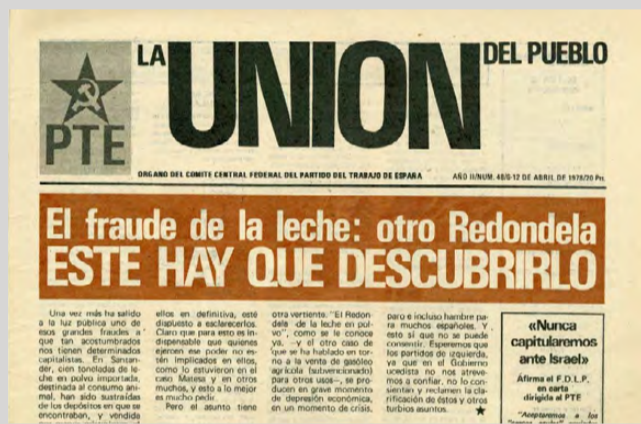 LA UNION DEL PUEBLO
PTE
ORGANO DEL COMITE CENTRAL FEDERAL DEL PARTIDO DEL TRABAJO DE ESPAÑA
AÑO II/NUM. 48/6-12 DE ABRIL DE 1978/20 Pts.
El fraude de la leche: otro Redondela
ESTE HAY QUE DESCUBRIRLO
Una vez más ha salido
a la luz pública uno de
esos grandes fraudes a
que tan acostumbrados
nos tienen determinados
capitalistas. En Santan-
der, cien toneladas de le-
che en polvo importada,
destinada al consumo ani-
mal, han sido sustraídas
de los depósitos en que se
encontraban, y vendida
ellos en definitiva, esté
dispuesto a esclarecerlos.
Claro que para esto es in-
dispensable que quienes
ejercen ese poder no es-
tén implicados en ellos,
como lo estuvieron en el
caso Matesa y en otros
muchos, y esto a lo mejor
es mucho pedir.
Pero el asunto tiene
otra vertiente. "El Redon-
dela de la leche en pol-
vo", como se le conoce
ya, —y el otro caso de
que se ha hablado en tor-
no a la venta de gasóleo
agrícola (subvencionado)
para otros usos—, se pro-
ducen en grave momento
de depresión económica,
en un momento de crisis,
paro e incluso hambre pa-
ra muchos españoles. Y
esto sí que no se puede
consentir. Esperemos que
los partidos de izquierda,
ya que en el Gobierno
ucedista no nos atreve-
mos a confiar, no lo con-
sientan y reclamen la cla-
rificación de éstos y otros
turbios asuntos.
«Nunca
capitularemos
ante Israel»
Afirma el F.D.L.P.
en carta
dirigida al PTE
"Aceptaremos a los